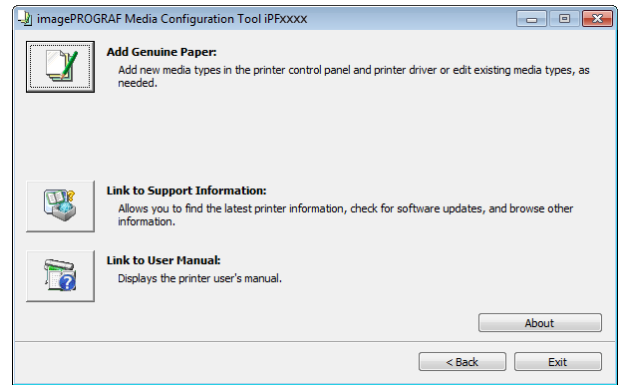 imagePROGRAF Media Configuration Tool iPFxxxx
Add Genuine Paper:
Add new media types in the printer control panel and printer driver or edit existing media types, as
needed.
Link to Support Information:
Allows you to find the latest printer information, check for software updates, and browse other
information.
Link to User Manual:
Displays the printer user's manual.
About
< Back
Exit